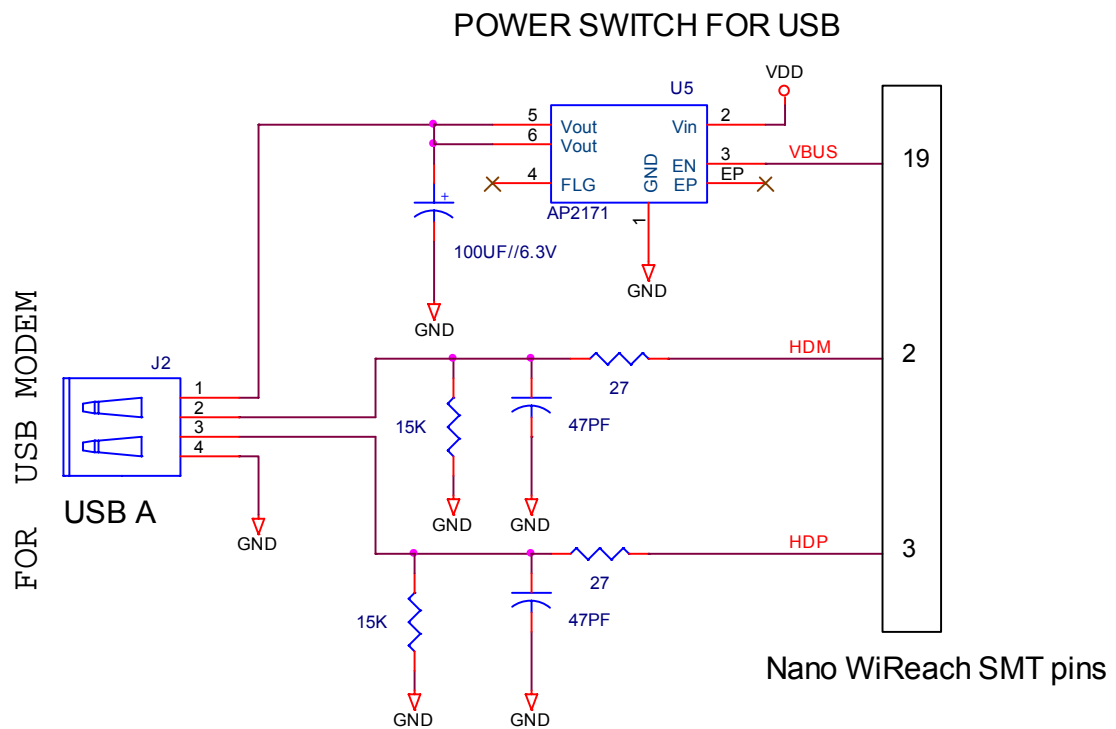 POWER SWITCH FOR USB
VDD
U5
5 Vout Vin 2
6 Vout
3 EN VBUS 19
4 FLG GND EP EP
AP2171
1
100UF//6.3V
GND
GND
FOR USB MODEM
HDM 2
J2
27
1
2
15K 47PF
3
4
USB A
GND GND
GND
HDP 3
27
15K 47PF
Nano WiReach SMT pins
GND GND
+